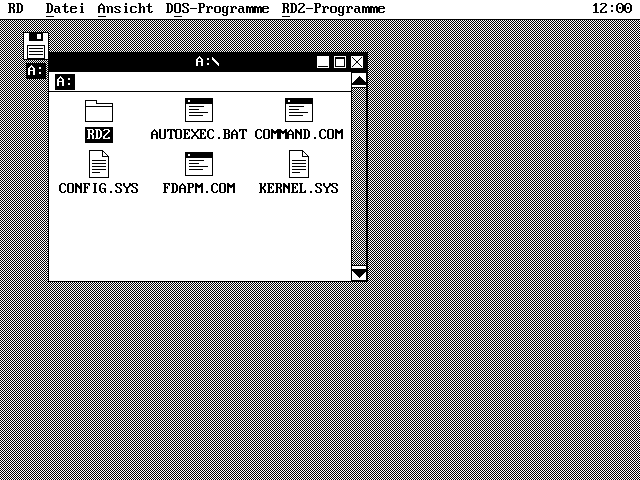 RD Datei Ansicht DOS-Programme RD2-Programme 12:00
A:\
A:
A:
RD2 AUTOEXEC.BAT COMMAND.COM
CONFIG.SYS FDAPM.COM KERNEL.SYS